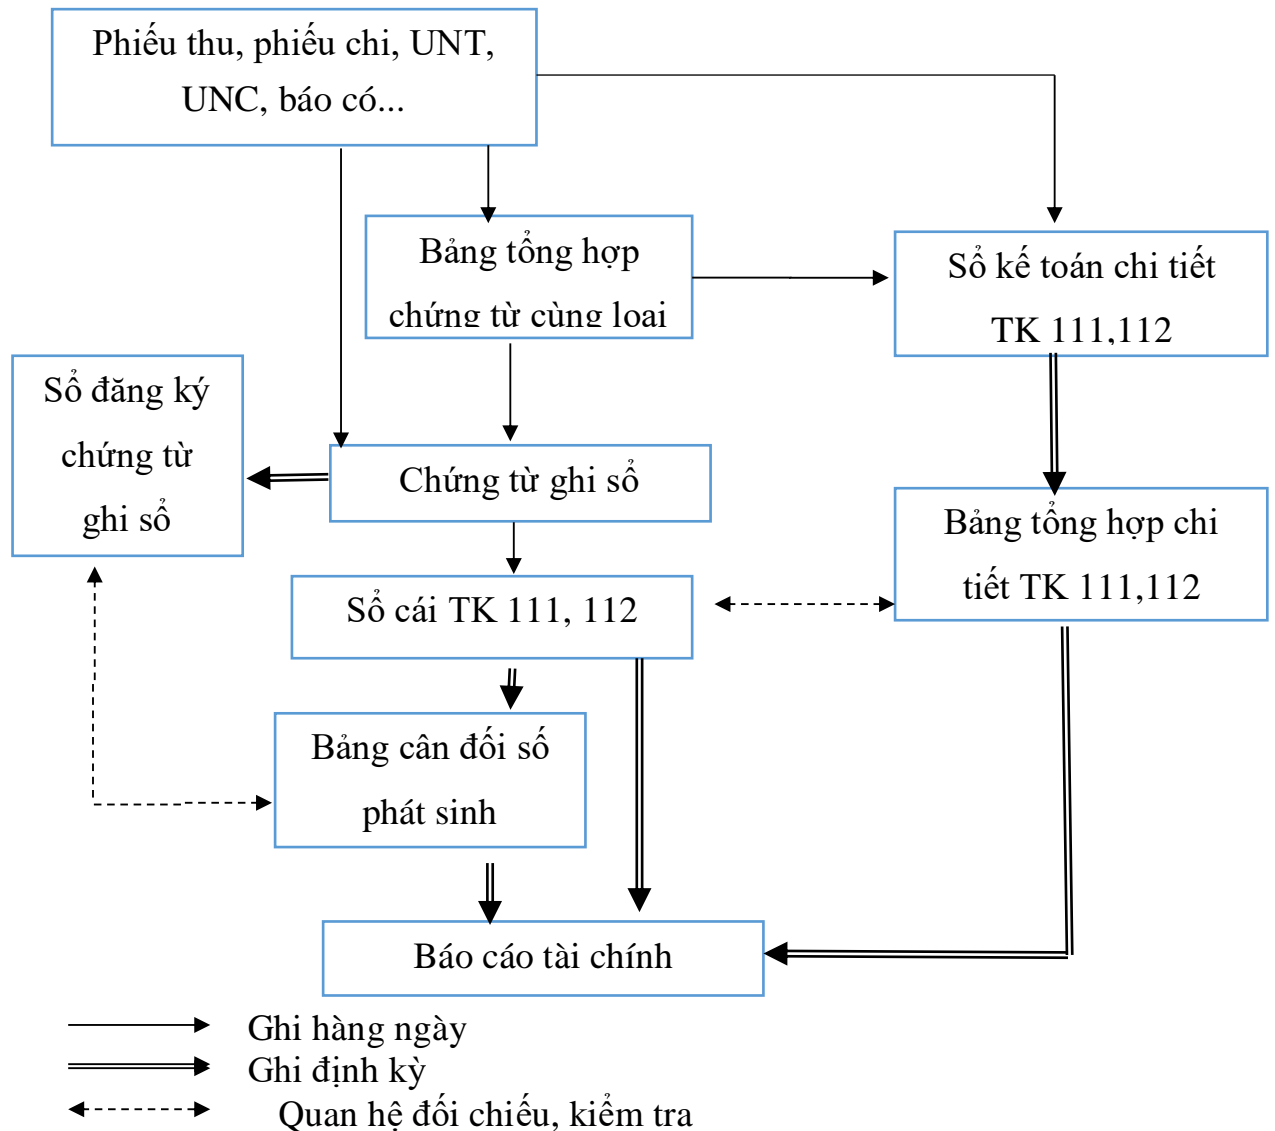 Phiếu thu, phiếu chi, UNT,
UNC, báo có...
Bảng tổng hợp
chứng từ cùng loại
Sổ kế toán chi tiết
TK 111,112
Sổ đăng ký
chứng từ
ghi sổ
Chứng từ ghi sổ
Bảng tổng hợp chi
tiết TK 111,112
Sổ cái TK 111, 112
Bảng cân đối số
phát sinh
Báo cáo tài chính
Ghi hàng ngày
Ghi định kỳ
Quan hệ đối chiếu, kiểm tra